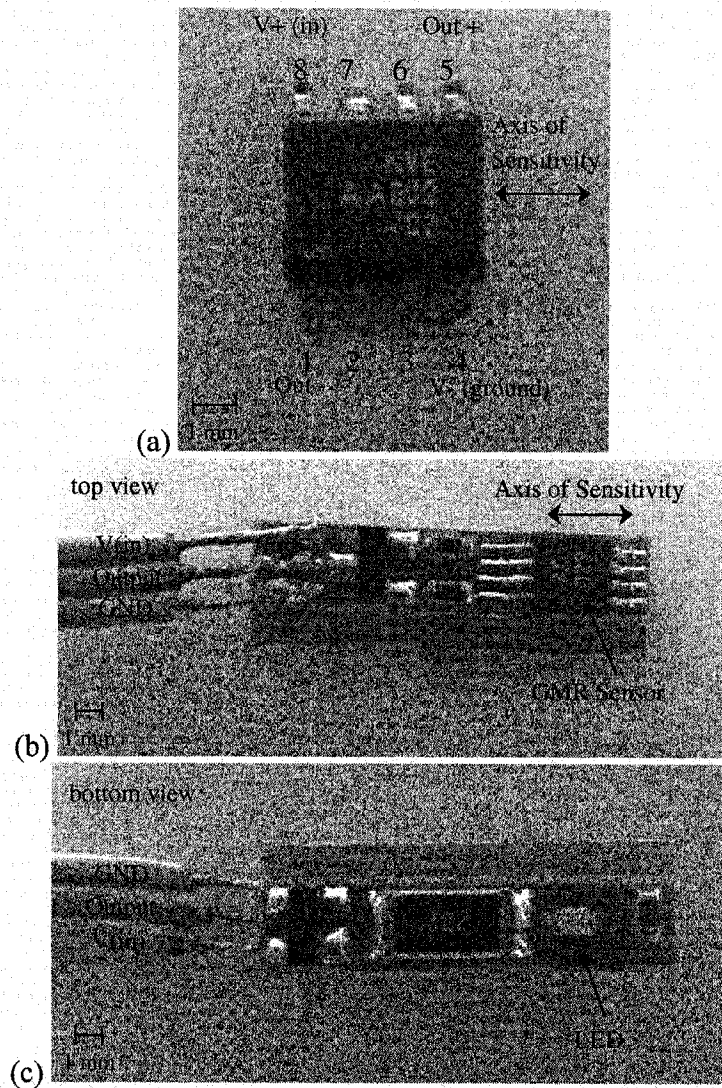 V+ (in) Out +
8 7 6 5
Axis of
Sensitivity
1 2 3 4
Out - V- (ground)
1 mm
(a)
top view
Axis of Sensitivity
V(in)
Output
GND
GMR Sensor
1 mm
(b)
bottom view
GND
Output
V(in)
LED
1 mm
(c)